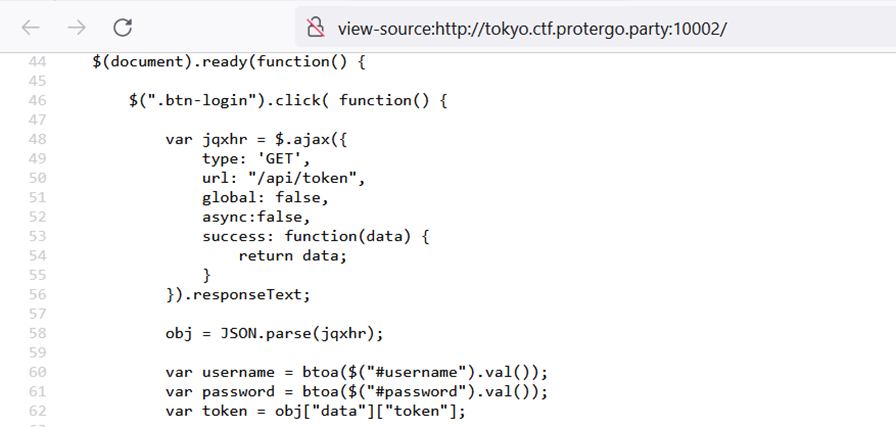 view-source:http://tokyo.ctf.protergo.party:10002/
44 $(document).ready(function() {
45
46 $(".btn-login").click( function() {
47
48 var jqxhr = $.ajax({
49 type: 'GET',
50 url: "/api/token",
51 global: false,
52 async:false,
53 success: function(data) {
54 return data;
55 }
56 }).responseText;
57
58 obj = JSON.parse(jqxhr);
59
60 var username = btoa($("#username").val());
61 var password = btoa($("#password").val());
62 var token = obj["data"]["token"];